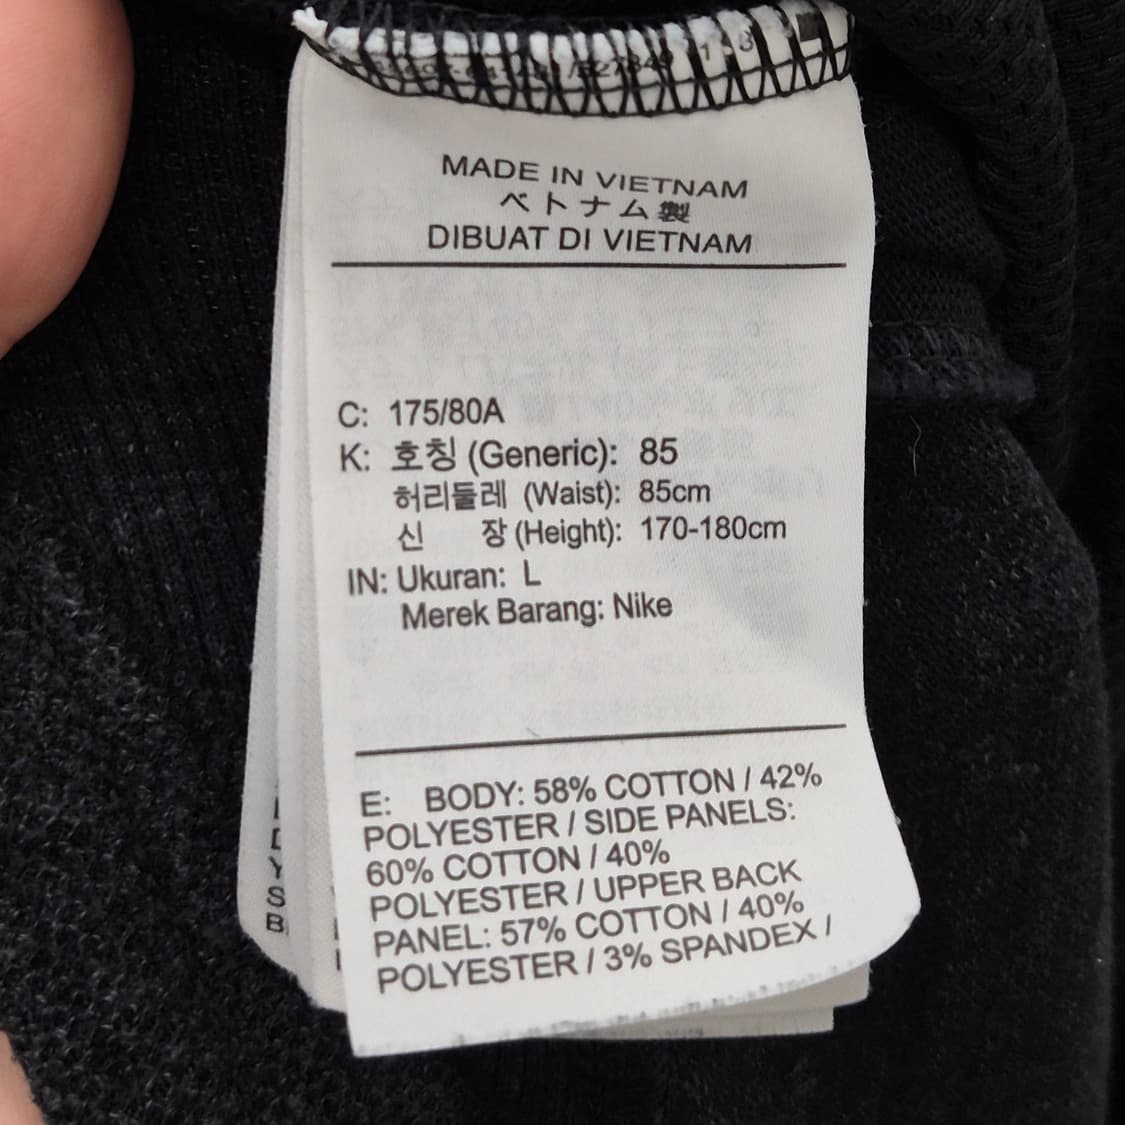 MADE IN VIETNAM
ベトナム製
DIBUAT DI VIETNAM
C: 175/80A
K: 호칭 (Generic): 85
허리둘레 (Waist): 85cm
신 장 (Height): 170-180cm
IN: Ukuran: L
Merek Barang: Nike
E: BODY: 58% COTTON / 42%
POLYESTER / SIDE PANELS:
60% COTTON / 40%
POLYESTER / UPPER BACK
PANEL: 57% COTTON / 40%
POLYESTER / 3% SPANDEX /